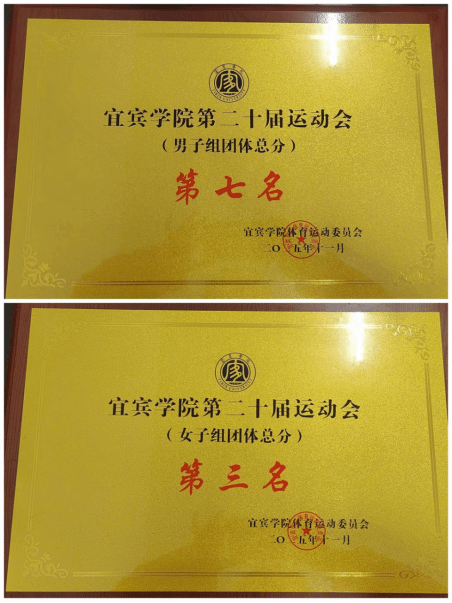 宜宾学院第二十届运动会
（男子组团体总分）
第七名
宜宾学院体育运动委员会
二〇一五年十一月
宜宾学院第二十届运动会
（女子组团体总分）
第三名
宜宾学院体育运动委员会
二〇一五年十一月